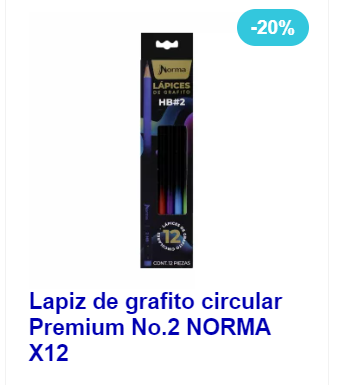 -20%
Norma
LÁPICES
DE GRAFITO
HB#2
12
CONT. 12 PIEZAS
Lapiz de grafito circular
Premium No.2 NORMA
X12